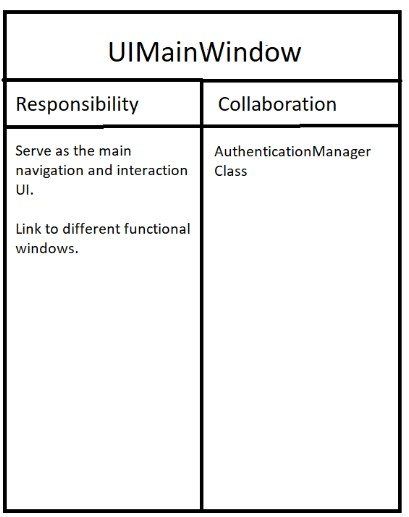 UIMainWindow
Responsibility
Collaboration
Serve as the main
navigation and interaction
UI.
Link to different functional
windows.
AuthenticationManager
Class